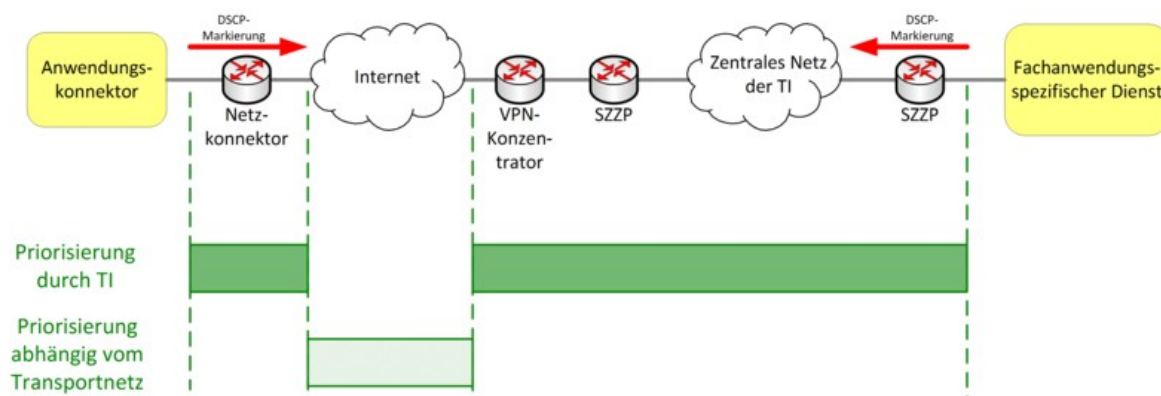 DSCP-
Markierung
DSCP-
Markierung
Anwendungs-
konnektor
Internet
Zentrales Netz
der TI
Fachanwendungs-
spezifischer Dienst
Netz-
konnektor
VPN-
Konzen-
trator
SZZP
SZZP
Priorisierung
durch TI
Priorisierung
abhängig vom
Transportnetz